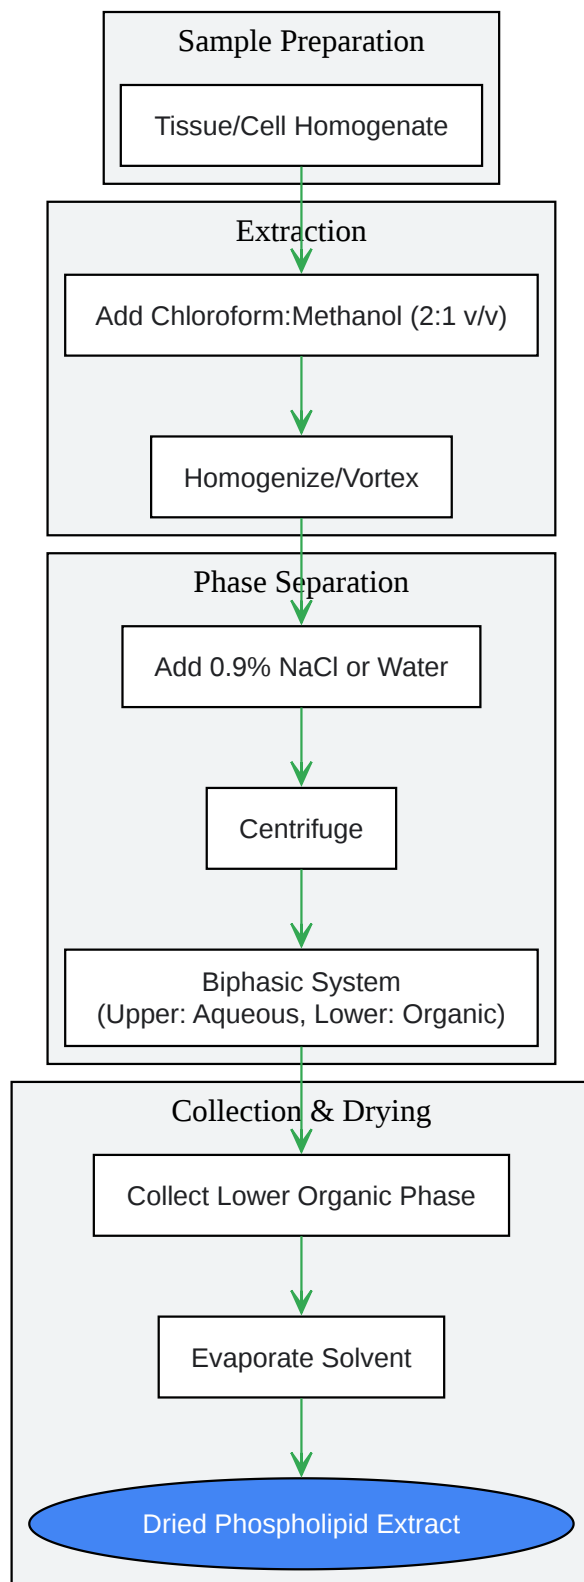 Sample Preparation
Tissue/Cell Homogenate
Extraction
Add Chloroform:Methanol (2:1 v/v)
Homogenize/Vortex
Phase Separation
Add 0.9% NaCl or Water
Centrifuge
Biphasic System
(Upper: Aqueous, Lower: Organic)
Collection & Drying
Collect Lower Organic Phase
Evaporate Solvent
Dried Phospholipid Extract